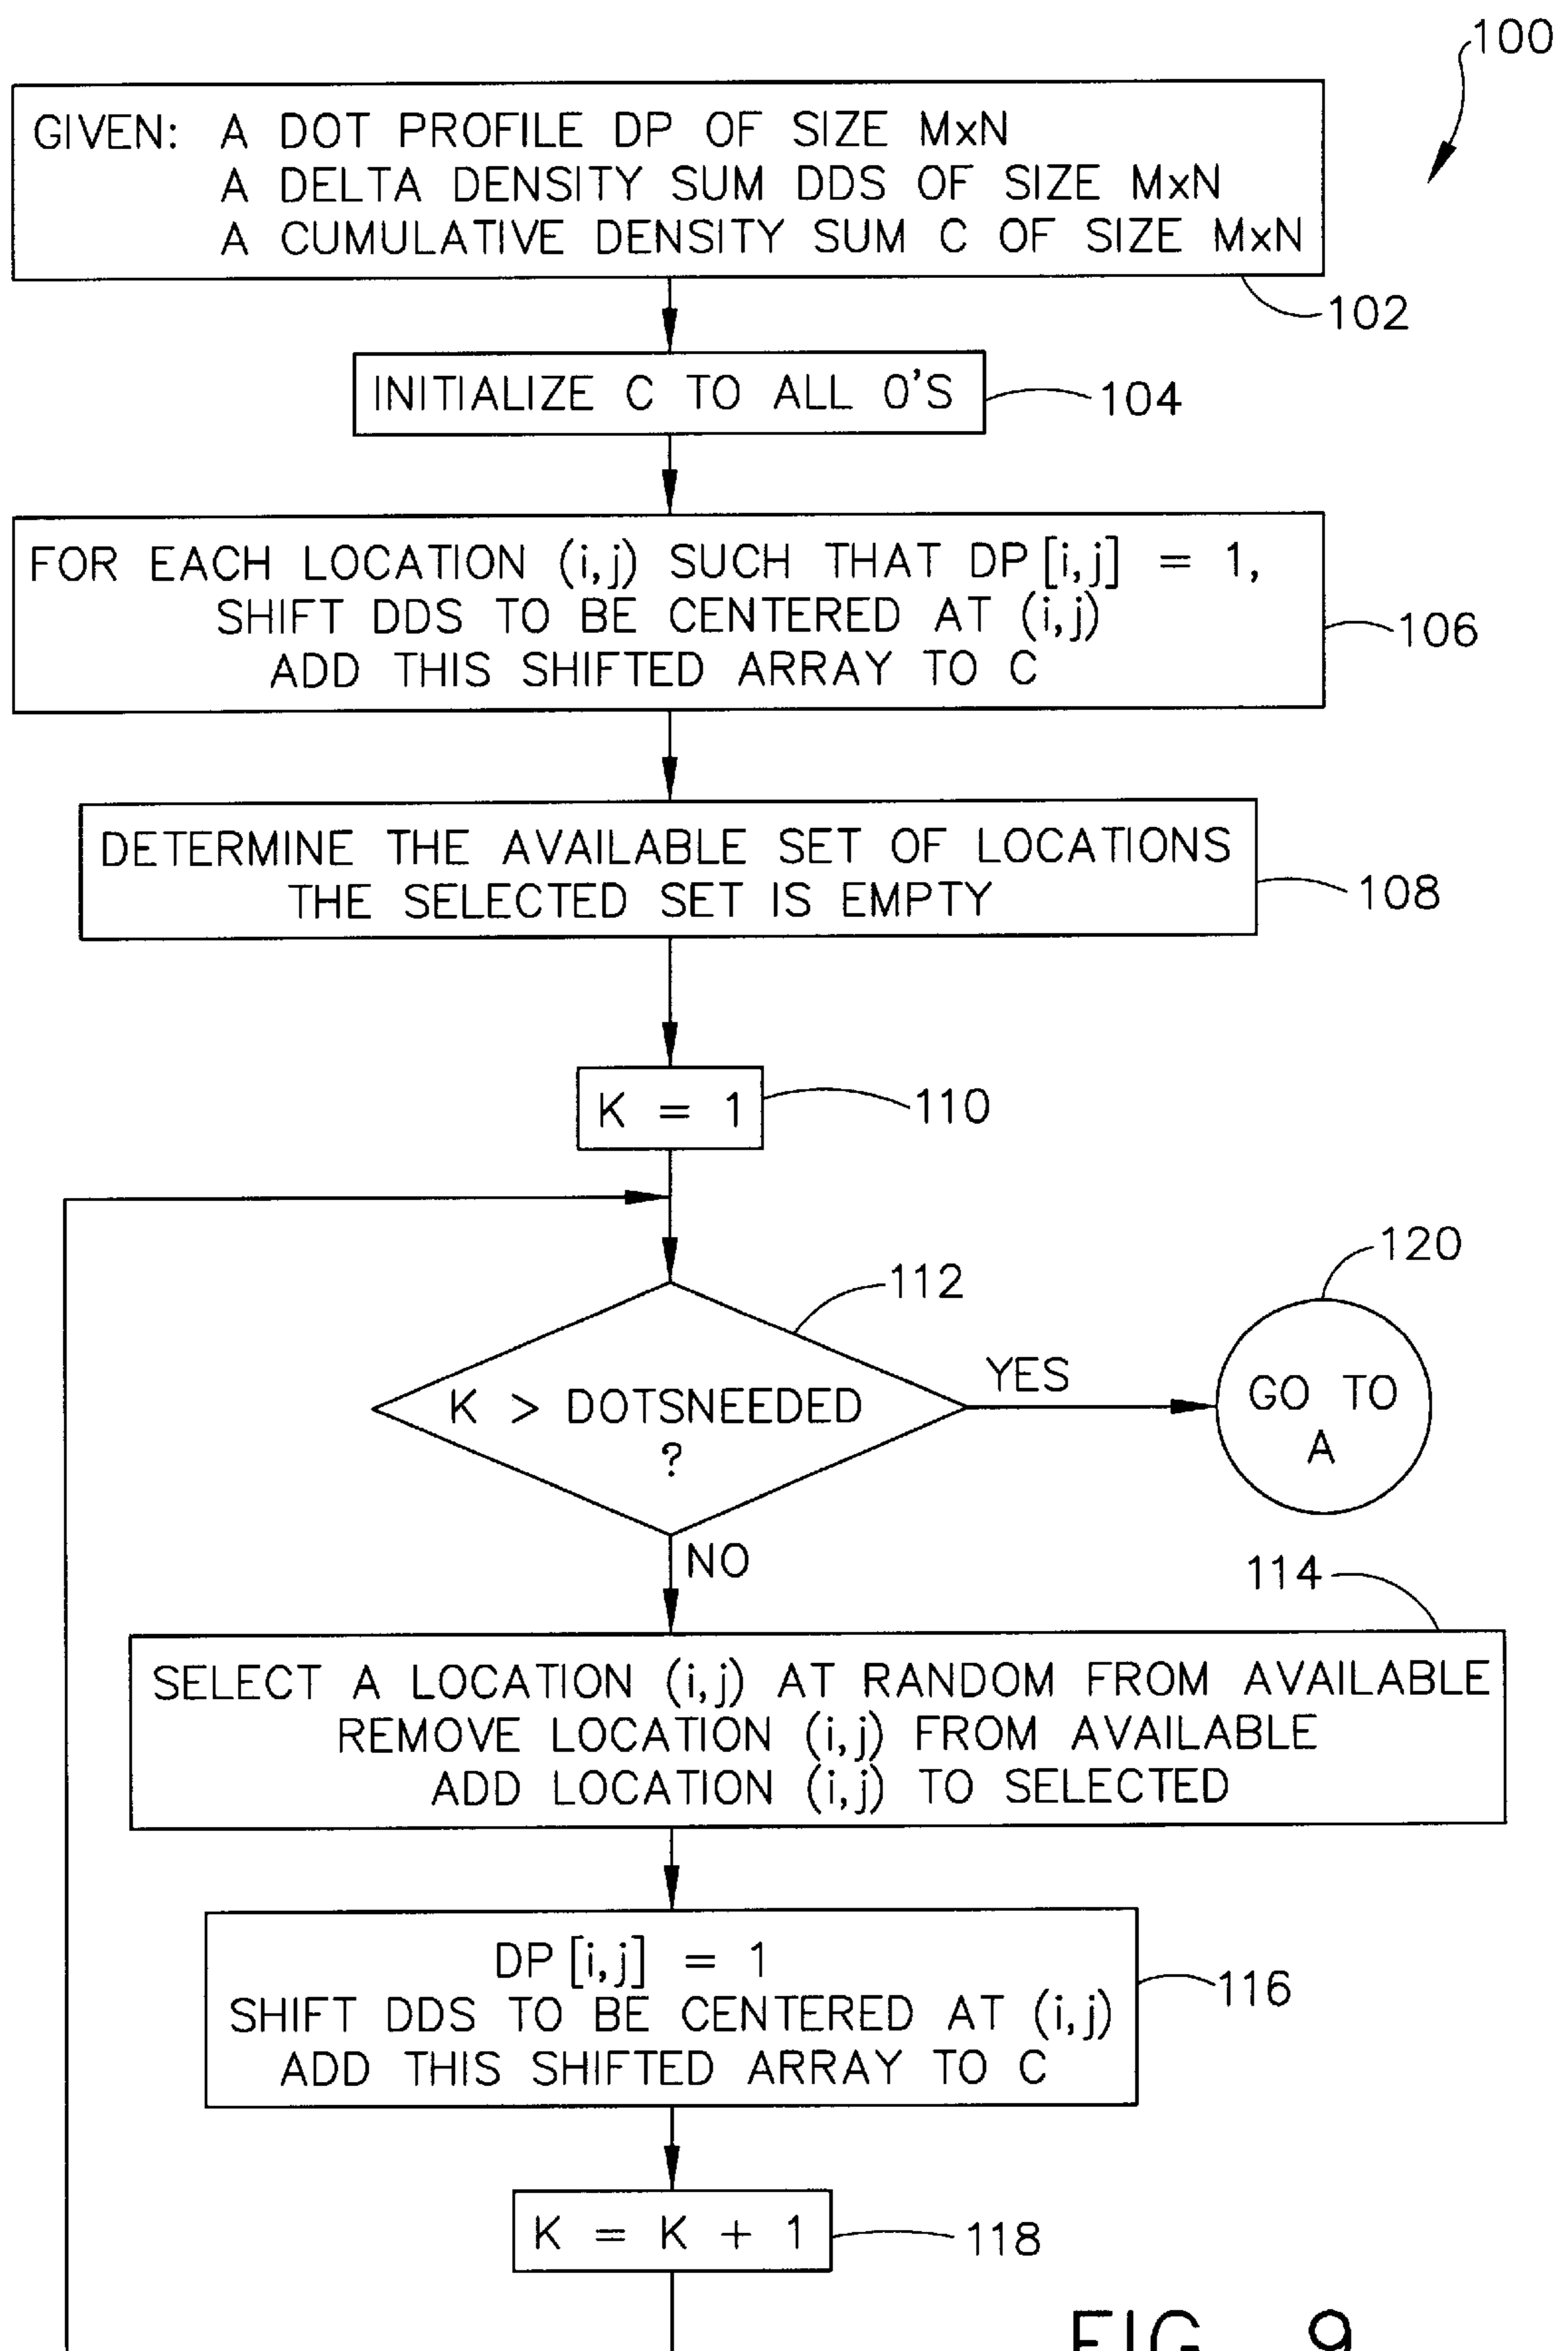 100
GIVEN: A DOT PROFILE DP OF SIZE MxN
A DELTA DENSITY SUM DDS OF SIZE MxN
A CUMULATIVE DENSITY SUM C OF SIZE MxN
102
INITIALIZE C TO ALL 0'S
104
FOR EACH LOCATION (i,j) SUCH THAT DP[i,j] = 1,
SHIFT DDS TO BE CENTERED AT (i,j)
ADD THIS SHIFTED ARRAY TO C
106
DETERMINE THE AVAILABLE SET OF LOCATIONS
THE SELECTED SET IS EMPTY
108
K = 1
110
112
K > DOTSNEEDED
?
YES
120
GO TO
A
NO
114
SELECT A LOCATION (i,j) AT RANDOM FROM AVAILABLE
REMOVE LOCATION (i,j) FROM AVAILABLE
ADD LOCATION (i,j) TO SELECTED
DP[i,j] = 1
SHIFT DDS TO BE CENTERED AT (i,j)
ADD THIS SHIFTED ARRAY TO C
116
K = K + 1
118
FIG. 9